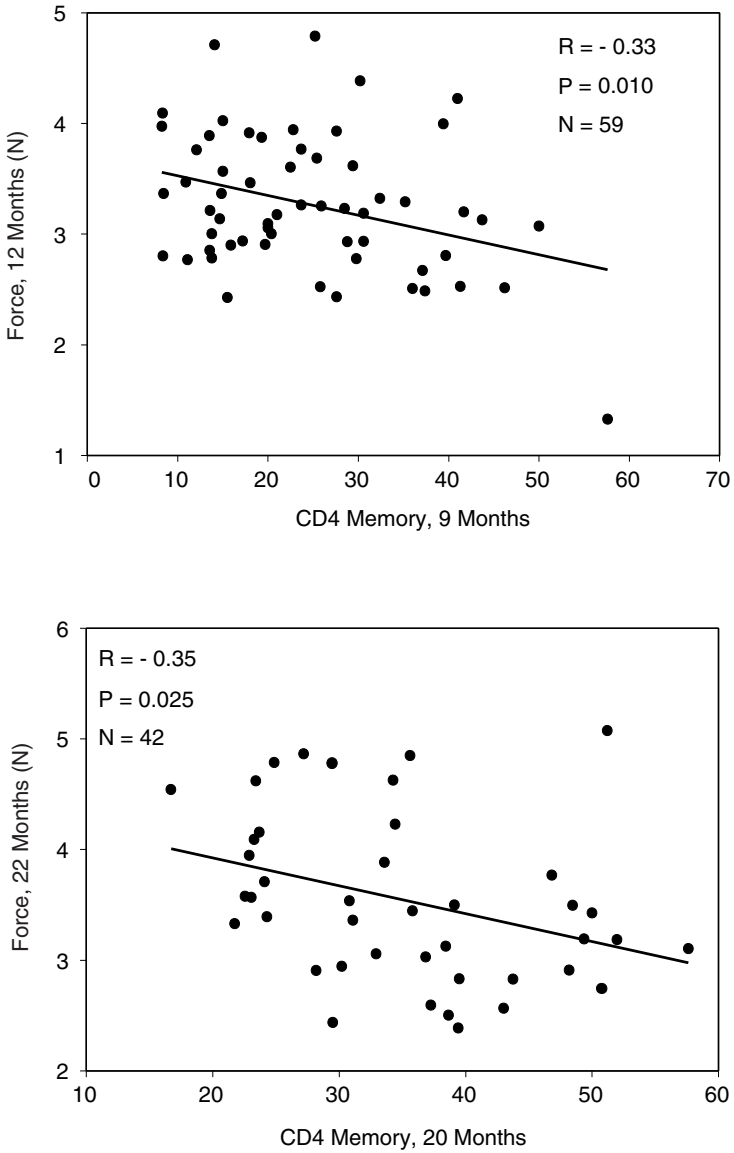 5
R = - 0.33
P = 0.010
4
N = 59
Force, 12 Months (N)
3
2
1
0 10 20 30 40 50 60 70
CD4 Memory, 9 Months
6
R = - 0.35
P = 0.025
N = 42
5
Force, 22 Months (N)
4
3
2
10 20 30 40 50 60
CD4 Memory, 20 Months